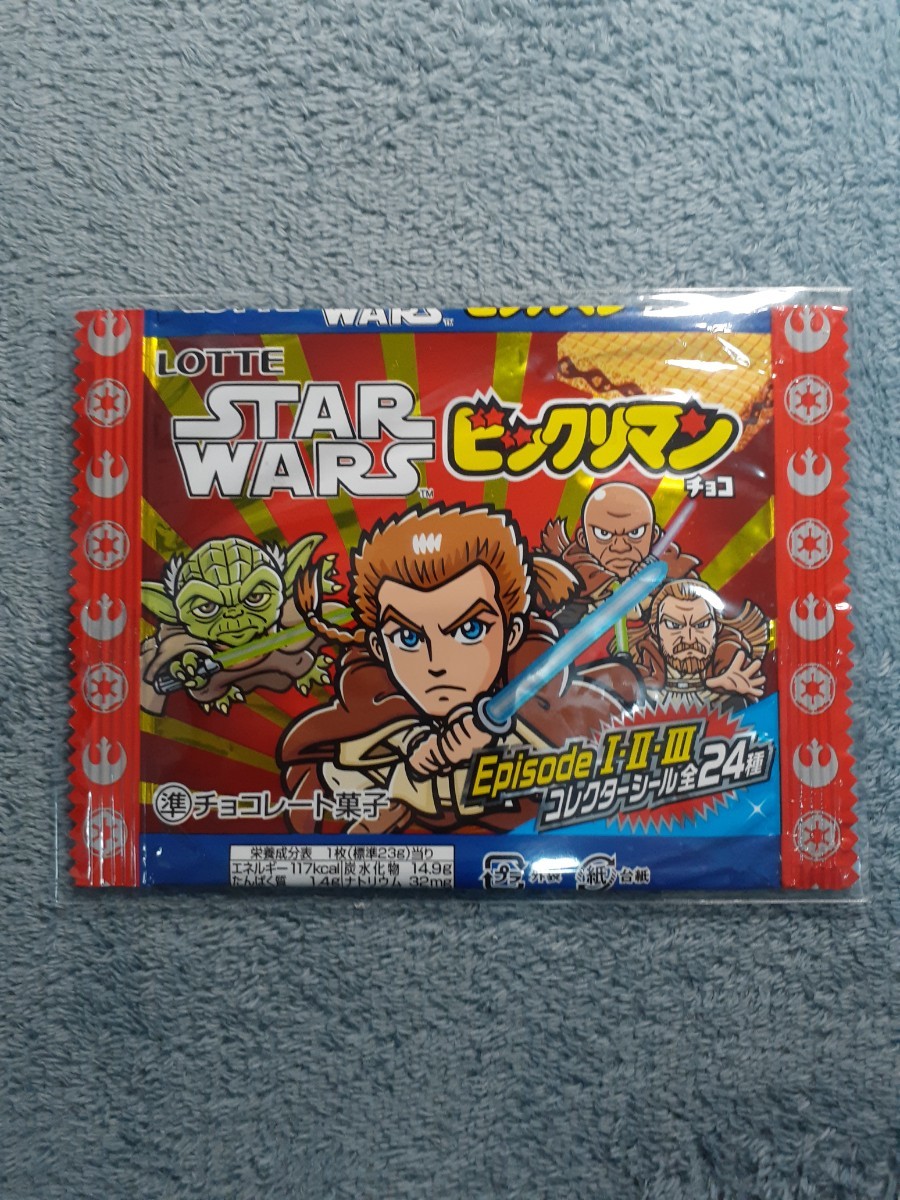 WARS
TM
LOTTE
STAR
WARS
TM
ビックリマン
チョコ
Episode I・II・III
コレクターシール全24種
準チョコレート菓子
栄養成分表 1枚(標準23g)当り
エネルギー 117kcal 炭水化物 14.9g
たんぱく質 1.4g ナトリウム 32mg
プラ 外装 紙 台紙